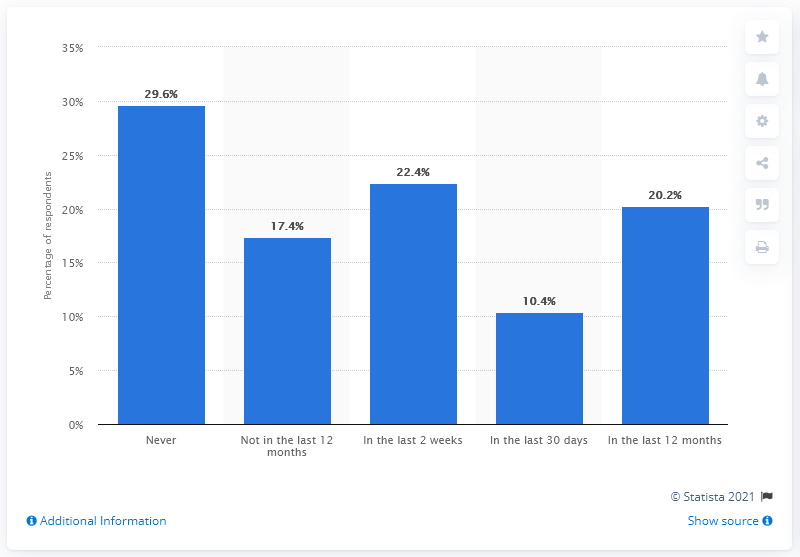 35%
30%
25%
20%
15%
10%
5%
0%
Percentage of respondents
29.6%
17.4%
22.4%
10.4%
20.2%
Never
Not in the last 12
months
In the last 2 weeks
In the last 30 days
In the last 12 months
© Statista 2021
Additional Information
Show source